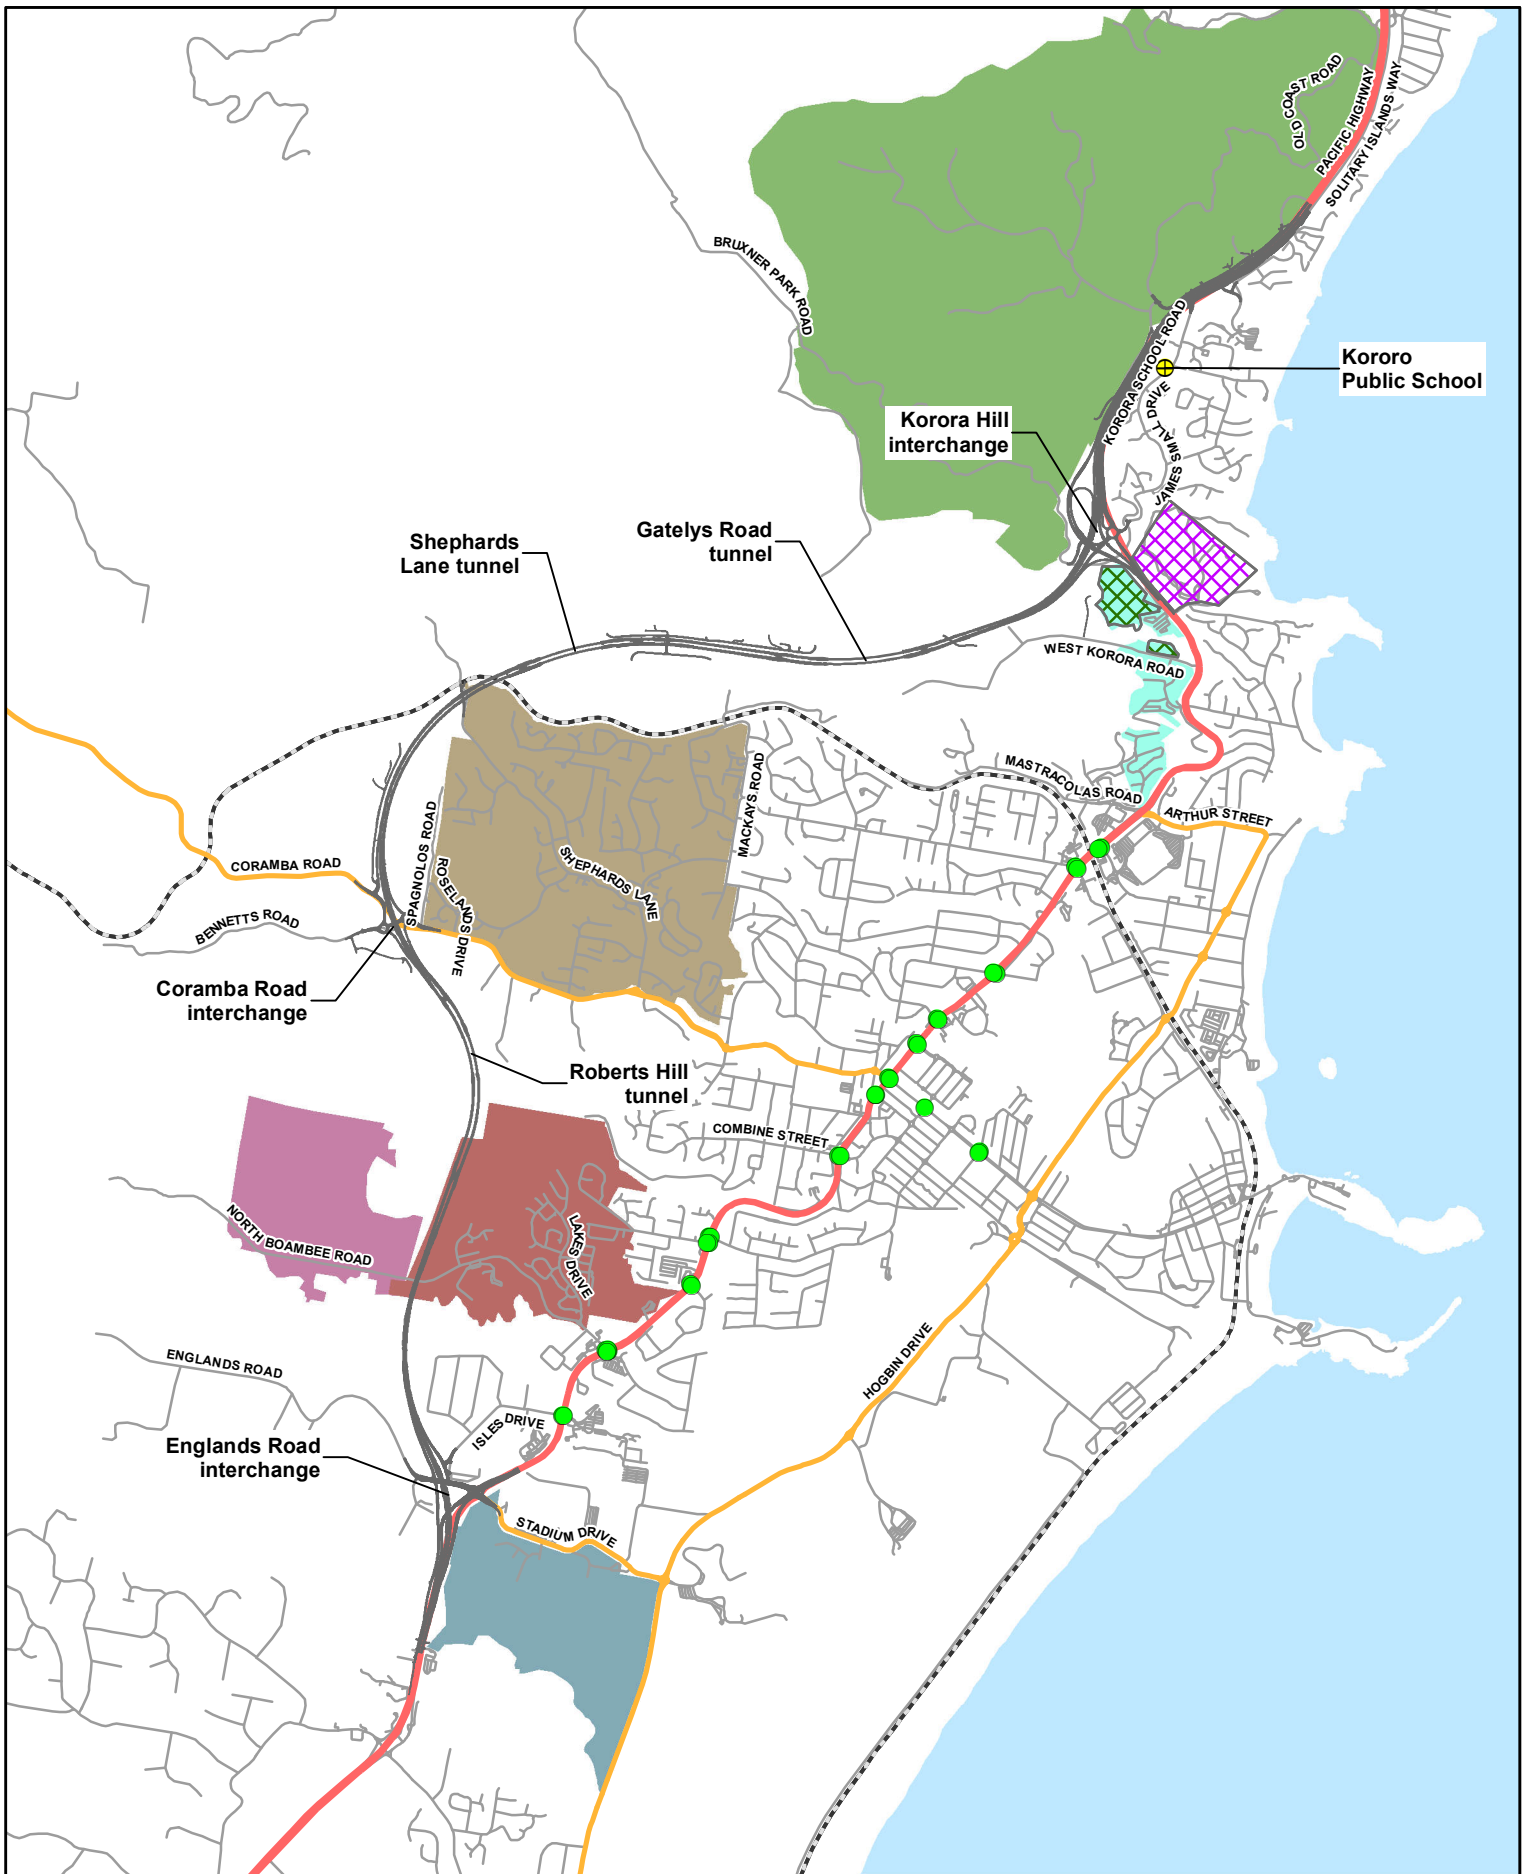 OLD COAST ROAD
PACIFIC HIGHWAY
SOLITARY ISLANDS WAY
BRUXNER PARK ROAD
KORORA SCHOOL ROAD
Kororo
Public School
JAMES SMALL DRIVE
Korora Hill
interchange
Gatelys Road
tunnel
Shephards
Lane tunnel
WEST KORORA ROAD
MASTRACOLAS ROAD
ARTHUR STREET
MACKAYS ROAD
SPAGNOLOS ROAD
ROSELANDS DRIVE
SHEPHARDS LANE
CORAMBA ROAD
BENNETTS ROAD
Coramba Road
interchange
Roberts Hill
tunnel
COMBINE STREET
LAKES DRIVE
NORTH BOAMBEE ROAD
HOGBIN DRIVE
ENGLANDS ROAD
ISLES DRIVE
Englands Road
interchange
STADIUM DRIVE